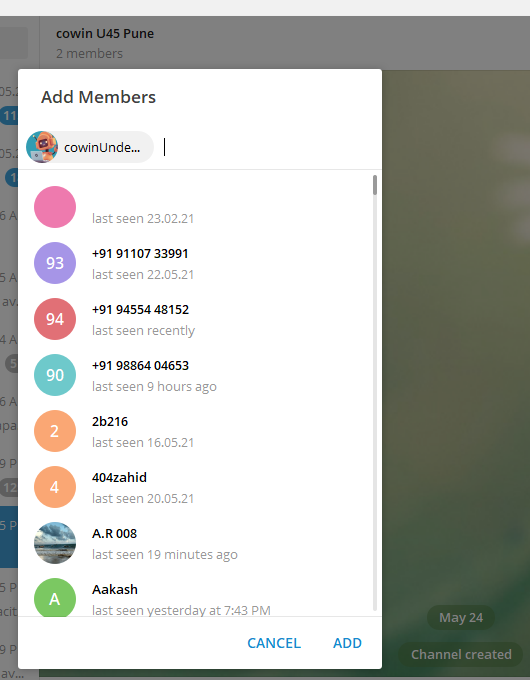 cowin U45 Pune
2 members
Add Members
cowinUnde...
last seen 23.02.21
93
+91 91107 33991
last seen 22.05.21
94
+91 94554 48152
last seen recently
90
+91 98864 04653
last seen 9 hours ago
2
2b216
last seen 16.05.21
4
404zahid
last seen 20.05.21
A.R 008
last seen 19 minutes ago
A
Aakash
last seen yesterday at 7:43 PM
CANCEL
ADD
May 24
Channel created